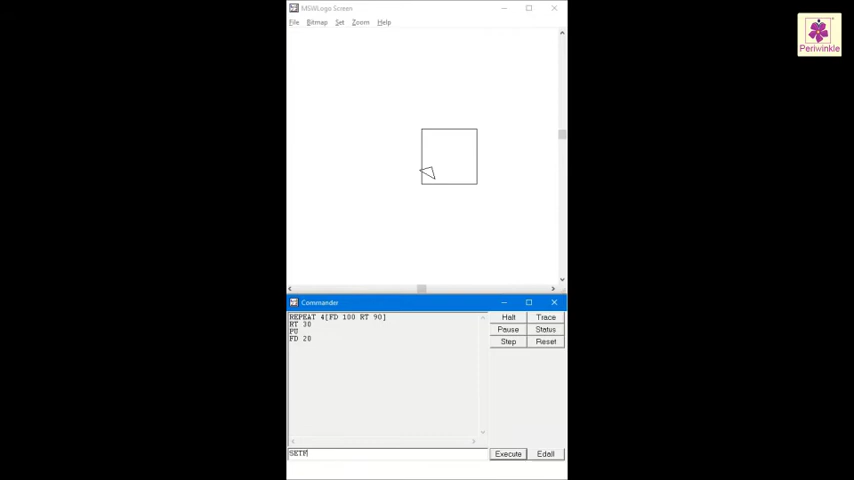 MSWLogo Screen
File Bitmap Set Zoom Help
Periwinkle
Commander
REPEAT 4[FD 100 RT 90]
RT 30
PU
FD 20
Halt Trace
Pause Status
Step Reset
SETF
Execute Edall